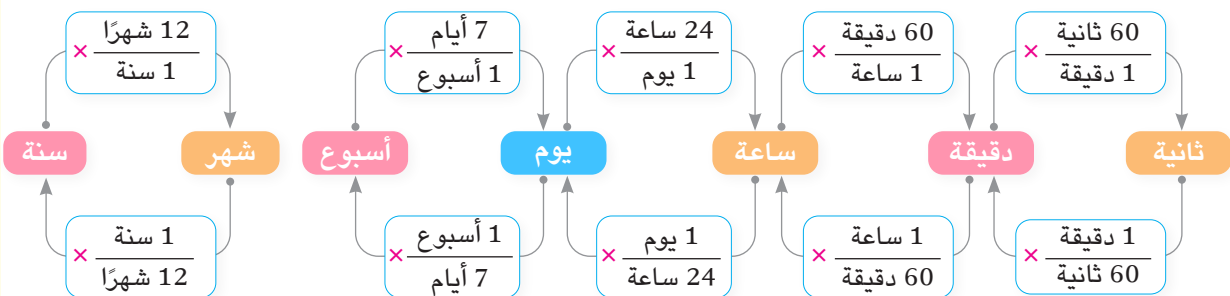 × 60 ثانية / 1 دقيقة
× 60 دقيقة / 1 ساعة
× 24 ساعة / 1 يوم
× 7 أيام / 1 أسبوع
× 12 شهرًا / 1 سنة
ثانية
دقيقة
ساعة
يوم
أسبوع
شهر
سنة
× 1 دقيقة / 60 ثانية
× 1 ساعة / 60 دقيقة
× 1 يوم / 24 ساعة
× 1 أسبوع / 7 أيام
× 1 سنة / 12 شهرًا